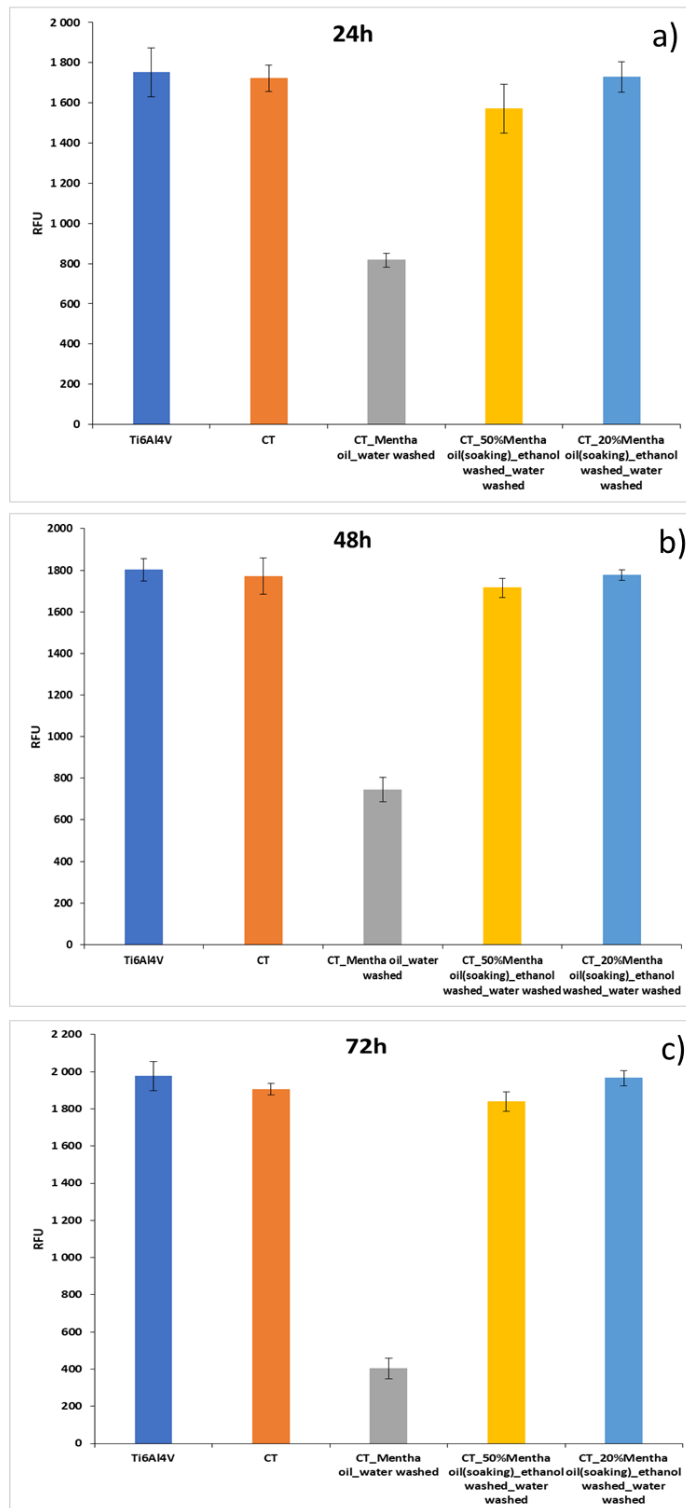 24h
a)
2 000
1 800
1 600
1 400
1 200
1 000
800
600
400
200
0
RFU
Ti6Al4V
CT
CT_Mentha
oil_water washed
CT_50%Mentha
oil(soaking)_ethanol
washed_water
washed
CT_20%Mentha
oil(soaking)_ethanol
washed_water
washed
48h
b)
2000
1800
1600
1400
1200
1000
800
600
400
200
0
RFU
Ti6Al4V
CT
CT_Mentha oil_water
washed
CT_50%Mentha
oil(soaking)_ethanol
washed_water washed
CT_20%Mentha
oil(soaking)_ethanol
washed_water washed
72h
c)
2 200
2 000
1 800
1 600
1 400
1 200
1 000
800
600
400
200
0
RFU
Ti6Al4V
CT
CT_Mentha
oil_water washed
CT_50%Mentha
oil(soaking)_ethanol
washed_water
washed
CT_20%Mentha
oil(soaking)_ethanol
washed_water
washed